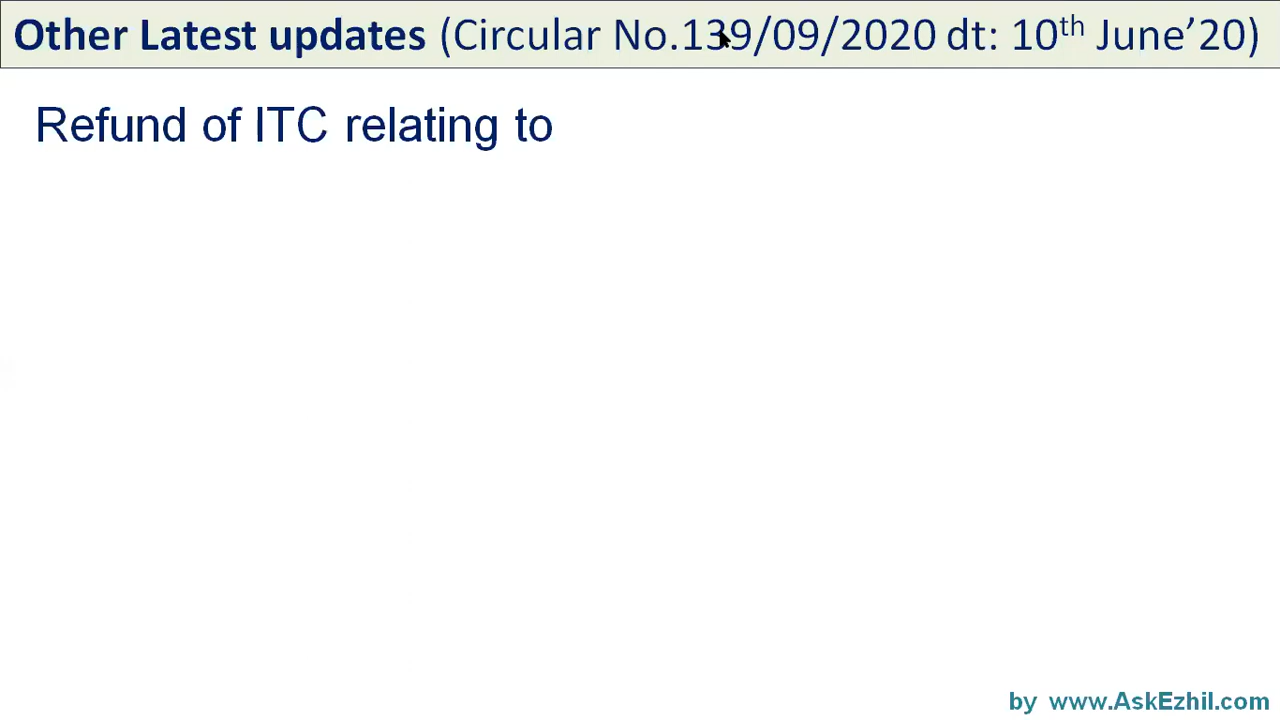 Other Latest updates (Circular No.139/09/2020 dt: 10th June’20)
Refund of ITC relating to
by www.AskEzhil.com